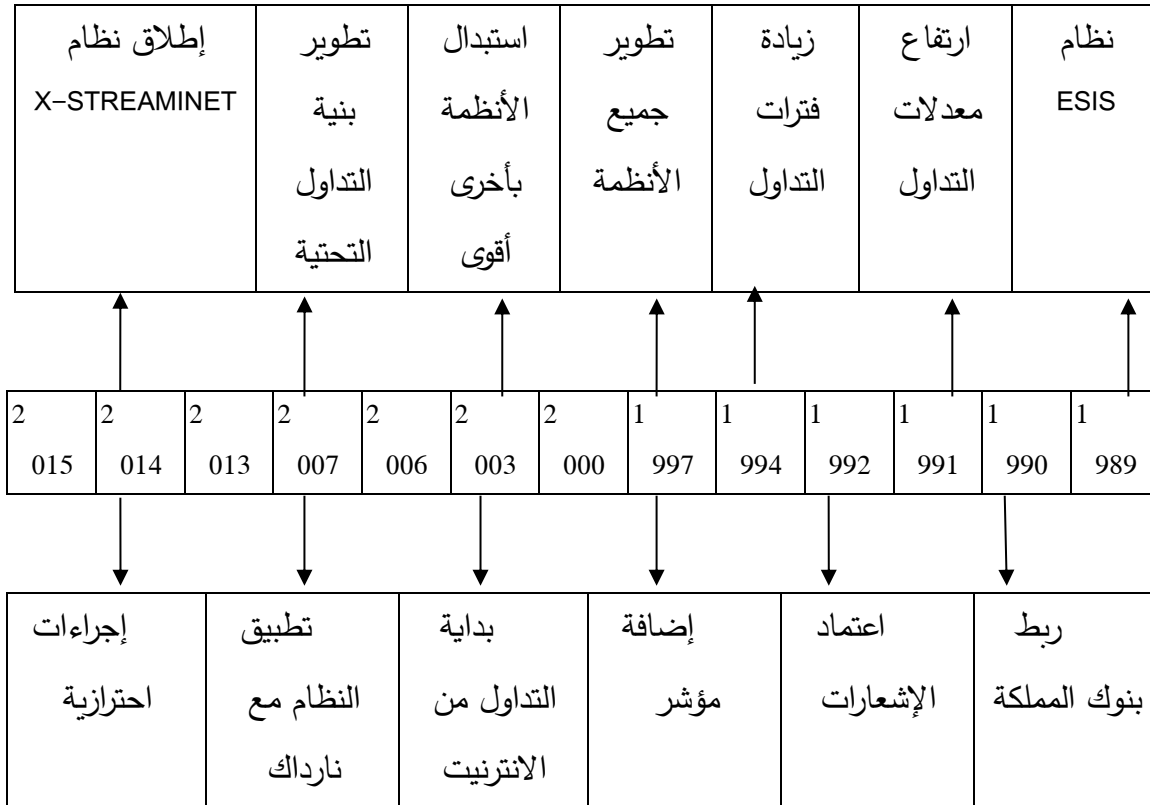 نظام
ESIS
ارتفاع
معدلات
التداول
زيادة
فترات
التداول
تطوير
جميع
الأنظمة
استبدال
الأنظمة
بأخرى
أقوى
تطوير
بنية
التداول
التحتية
إطلاق نظام
X-STREAMINET
1
989
1
990
1
991
1
992
1
994
1
997
2
000
2
003
2
006
2
007
2
013
2
014
2
015
ربط
بنوك المملكة
اعتماد
الإشعارات
إضافة
مؤشر
بداية
التداول من
الانترنيت
تطبيق
النظام مع
نارداك
إجراءات
احترازية